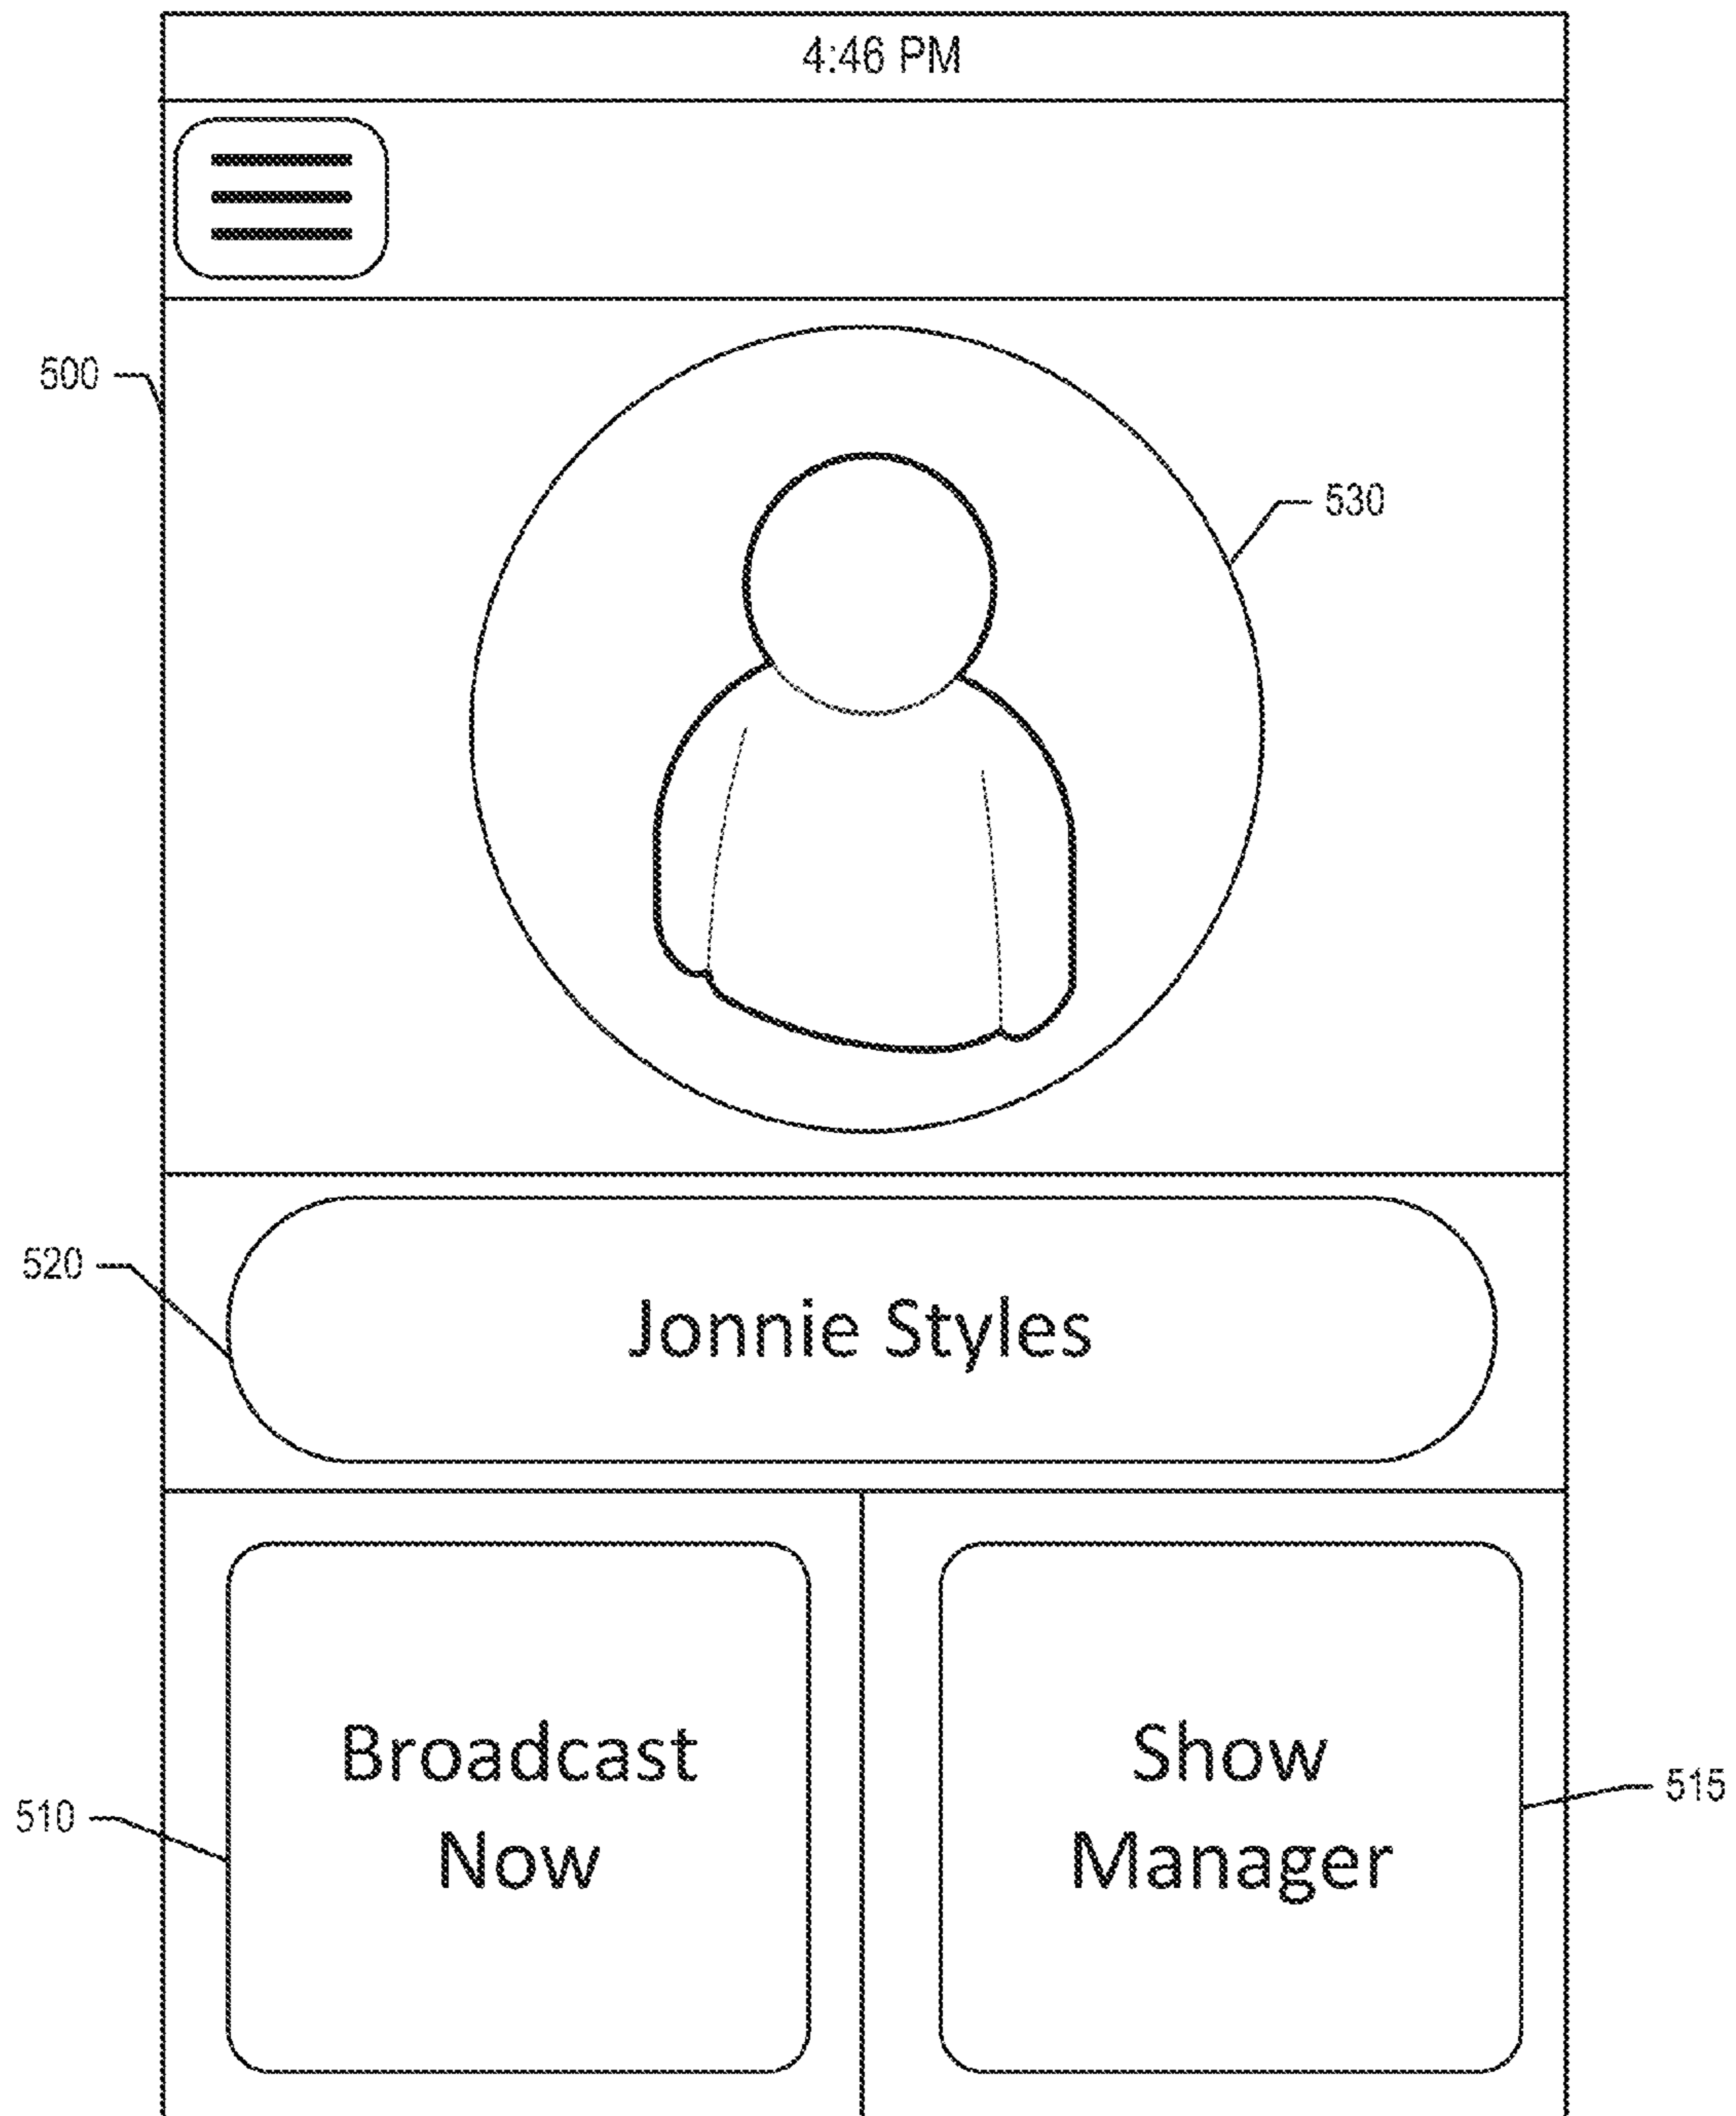 4:46 PM
500
530
520
Jonnie Styles
Broadcast
Now
510
Show
Manager
515